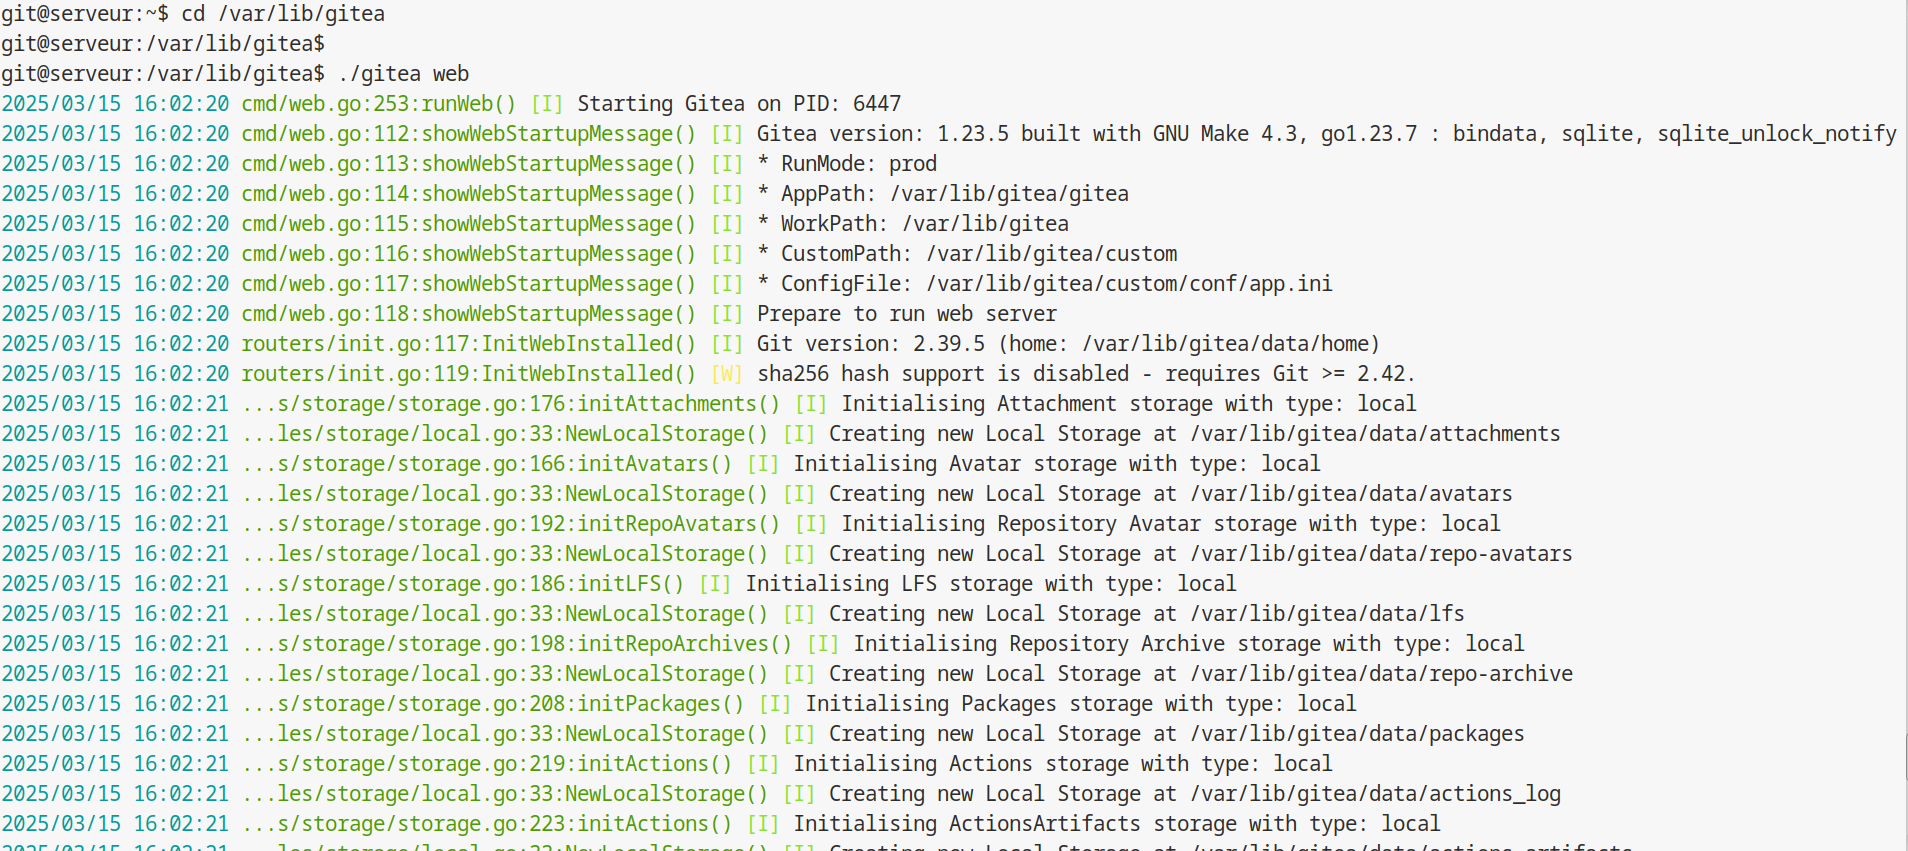 git@serveur:~$ cd /var/lib/gitea
git@serveur:/var/lib/gitea$
git@serveur:/var/lib/gitea$ ./gitea web
2025/03/15 16:02:20 cmd/web.go:253:runWeb() [I] Starting Gitea on PID: 6447
2025/03/15 16:02:20 cmd/web.go:112:showWebStartupMessage() [I] Gitea version: 1.23.5 built with GNU Make 4.3, go1.23.7 : bindata, sqlite, sqlite_unlock_notify
2025/03/15 16:02:20 cmd/web.go:113:showWebStartupMessage() [I] * RunMode: prod
2025/03/15 16:02:20 cmd/web.go:114:showWebStartupMessage() [I] * AppPath: /var/lib/gitea/gitea
2025/03/15 16:02:20 cmd/web.go:115:showWebStartupMessage() [I] * WorkPath: /var/lib/gitea
2025/03/15 16:02:20 cmd/web.go:116:showWebStartupMessage() [I] * CustomPath: /var/lib/gitea/custom
2025/03/15 16:02:20 cmd/web.go:117:showWebStartupMessage() [I] * ConfigFile: /var/lib/gitea/custom/conf/app.ini
2025/03/15 16:02:20 cmd/web.go:118:showWebStartupMessage() [I] Prepare to run web server
2025/03/15 16:02:20 routers/init.go:117:InitWebInstalled() [I] Git version: 2.39.5 (home: /var/lib/gitea/data/home)
2025/03/15 16:02:20 routers/init.go:119:InitWebInstalled() [W] sha256 hash support is disabled - requires Git >= 2.42.
2025/03/15 16:02:21 ...s/storage/storage.go:176:initAttachments() [I] Initialising Attachment storage with type: local
2025/03/15 16:02:21 ...les/storage/local.go:33:NewLocalStorage() [I] Creating new Local Storage at /var/lib/gitea/data/attachments
2025/03/15 16:02:21 ...s/storage/storage.go:166:initAvatars() [I] Initialising Avatar storage with type: local
2025/03/15 16:02:21 ...les/storage/local.go:33:NewLocalStorage() [I] Creating new Local Storage at /var/lib/gitea/data/avatars
2025/03/15 16:02:21 ...s/storage/storage.go:192:initRepoAvatars() [I] Initialising Repository Avatar storage with type: local
2025/03/15 16:02:21 ...les/storage/local.go:33:NewLocalStorage() [I] Creating new Local Storage at /var/lib/gitea/data/repo-avatars
2025/03/15 16:02:21 ...s/storage/storage.go:186:initLFS() [I] Initialising LFS storage with type: local
2025/03/15 16:02:21 ...les/storage/local.go:33:NewLocalStorage() [I] Creating new Local Storage at /var/lib/gitea/data/lfs
2025/03/15 16:02:21 ...s/storage/storage.go:198:initRepoArchives() [I] Initialising Repository Archive storage with type: local
2025/03/15 16:02:21 ...les/storage/local.go:33:NewLocalStorage() [I] Creating new Local Storage at /var/lib/gitea/data/repo-archive
2025/03/15 16:02:21 ...s/storage/storage.go:208:initPackages() [I] Initialising Packages storage with type: local
2025/03/15 16:02:21 ...les/storage/local.go:33:NewLocalStorage() [I] Creating new Local Storage at /var/lib/gitea/data/packages
2025/03/15 16:02:21 ...s/storage/storage.go:219:initActions() [I] Initialising Actions storage with type: local
2025/03/15 16:02:21 ...les/storage/local.go:33:NewLocalStorage() [I] Creating new Local Storage at /var/lib/gitea/data/actions_log
2025/03/15 16:02:21 ...s/storage/storage.go:223:initActions() [I] Initialising ActionsArtifacts storage with type: local